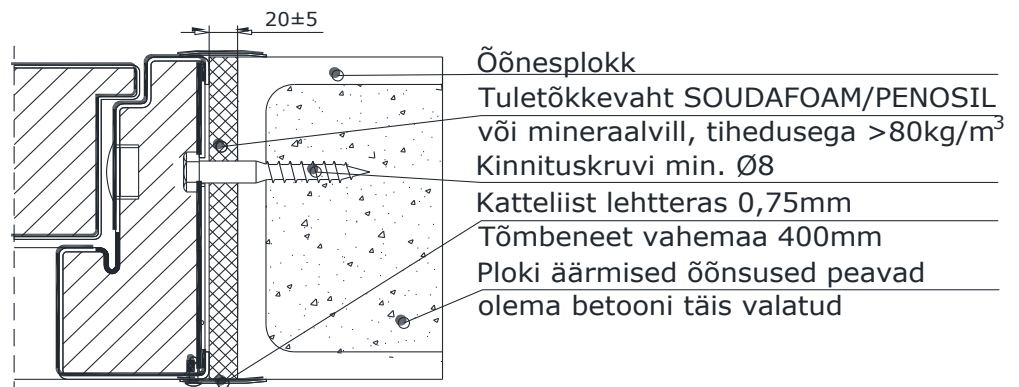 20±5
Õõnesplokk
Tuletõkkevaht SOUDAFOAM/PENOSIL
või mineraalvill, tihedusega >80kg/m³
Kinnituskruvi min. Ø8
Katteliist lehtteras 0,75mm
Tõmbeneet vahemaa 400mm
Ploki äärmised õõnsused peavad
olema betooni täis valatud